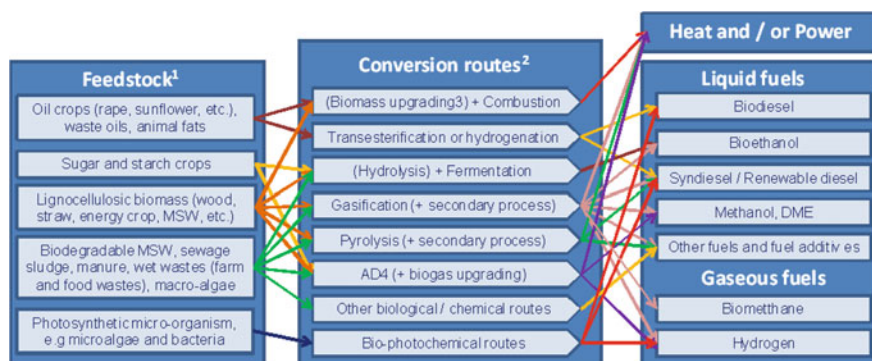 Heat and / or Power
Feedstock1
Oil crops (rape, sunflower, etc.),
waste oils, animal fats
Sugar and starch crops
Lignocellulosic biomass (wood,
straw, energy crop, MSW, etc.)
Biodegradable MSW, sewage
sludge, manure, wet wastes (farm
and food wastes), macro-algae
Photosynthetic micro-organism,
e.g microalgae and bacteria
Conversion routes2
(Biomass upgrading3) + Combustion
Transesterification or hydrogenation
(Hydrolysis) + Fermentation
Gasification (+ secondary process)
Pyrolysis (+ secondary process)
AD4 (+ biogas upgrading)
Other biological / chemical routes
Bio-photochemical routes
Liquid fuels
Biodiesel
Bioethanol
Syndiesel / Renewable diesel
Methanol, DME
Other fuels and fuel additives
Gaseous fuels
Biometthane
Hydrogen